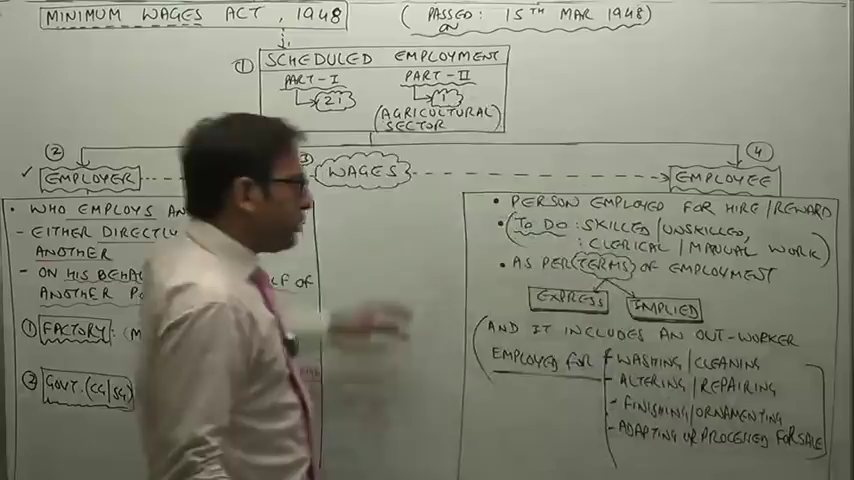 MINIMUM WAGES ACT, 1948
(PASSED: 15TH MAR 1948)
ON
① SCHEDULED EMPLOYMENT
PART-I PART-II
21 1
(AGRICULTURAL
SECTOR)
② ③ ④
✓ EMPLOYER WAGES EMPLOYEE
• WHO EMPLOYS
- EITHER DIRECTLY
ANOTHER
- ON HIS OF
ANOTHER
① FACTORY:
② GOVT. (CG/SG)
• PERSON EMPLOYED FOR HIRE/REWARD
• (TO DO: SKILLED/UNSKILLED,
: CLERICAL/MANUAL WORK)
• AS PER TERMS OF EMPLOYMENT
EXPRESS IMPLIED
(AND IT INCLUDES AN OUT-WORKER
EMPLOYED FOR - WASHING/CLEANING
- ALTERING/REPAIRING
- FINISHING/ORNAMENTING
- ADAPTING OR PROCESSED FOR SALE)